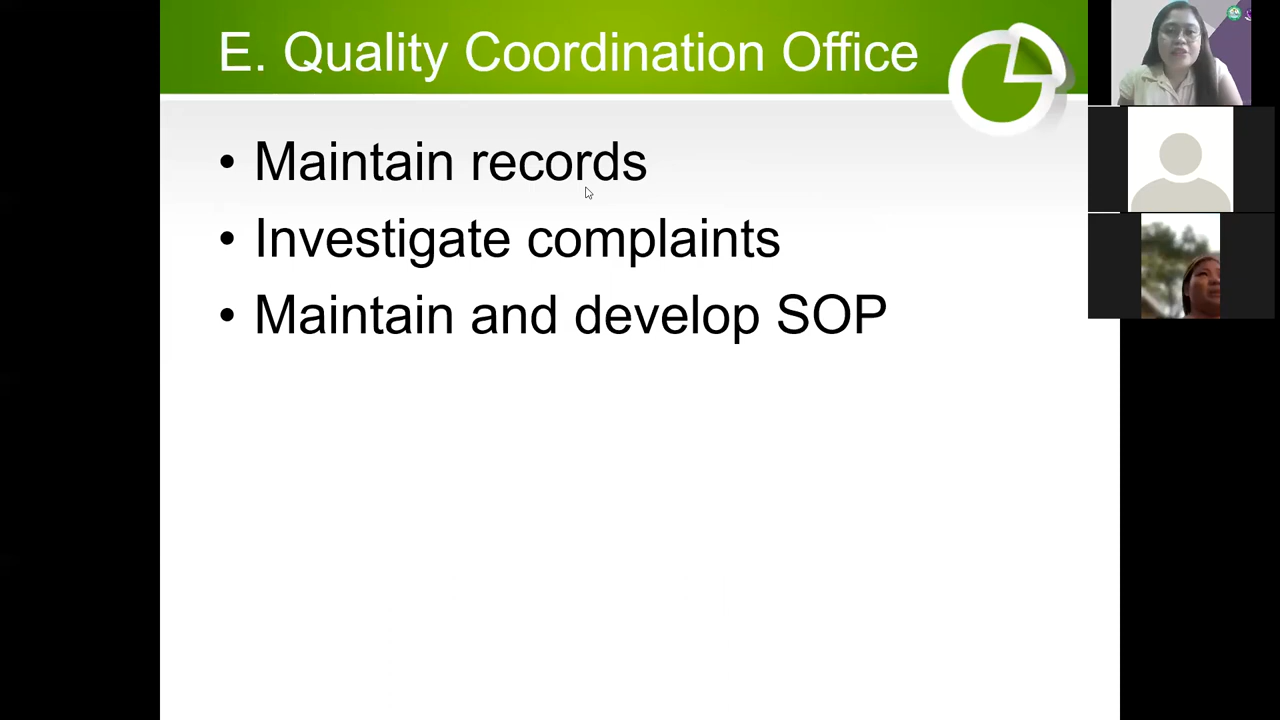 E. Quality Coordination Office
• Maintain records
• Investigate complaints
• Maintain and develop SOP